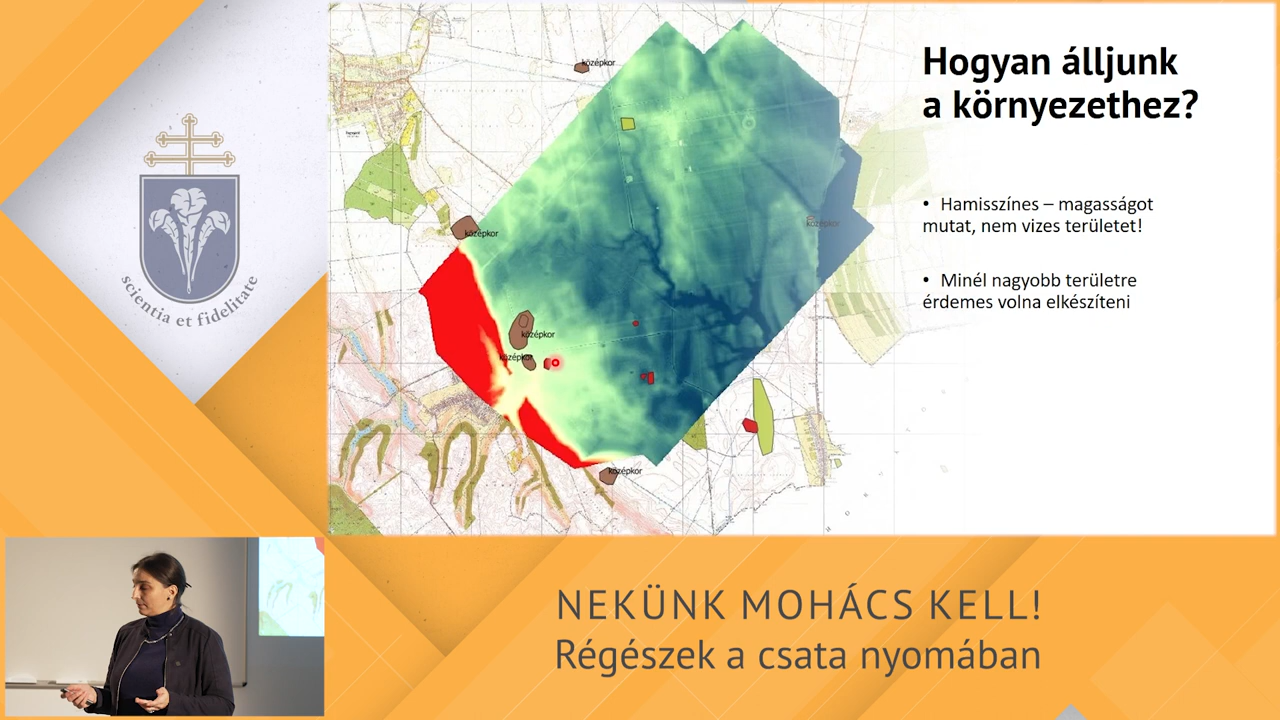 középkor
középkor
középkor
középkor
középkor
középkor
Hogyan álljunk
a környezethez?
• Hamisszínes – magasságot
mutat, nem vizes területet!
• Minél nagyobb területre
érdemes volna elkészíteni
scientia et fidelitate
NEKÜNK MOHÁCS KELL!
Régészek a csata nyomában